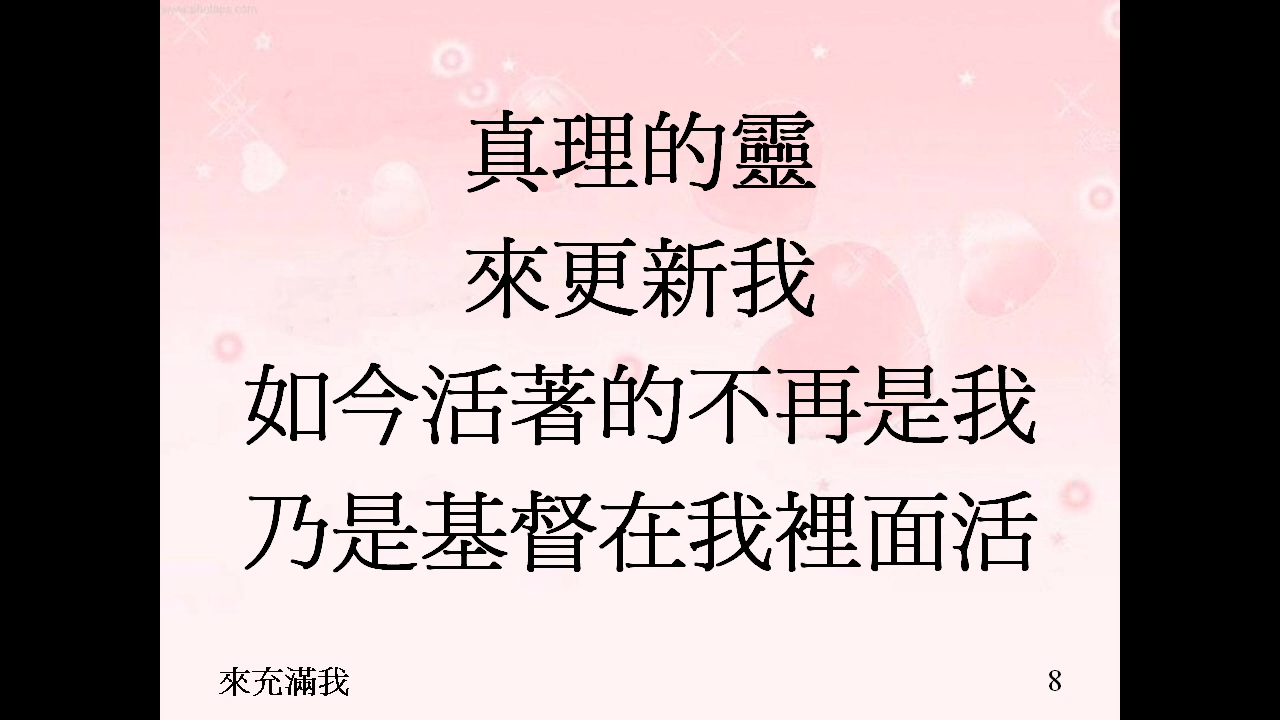 真理的靈
來更新我
如今活著的不再是我
乃是基督在我裡面活
來充滿我
8